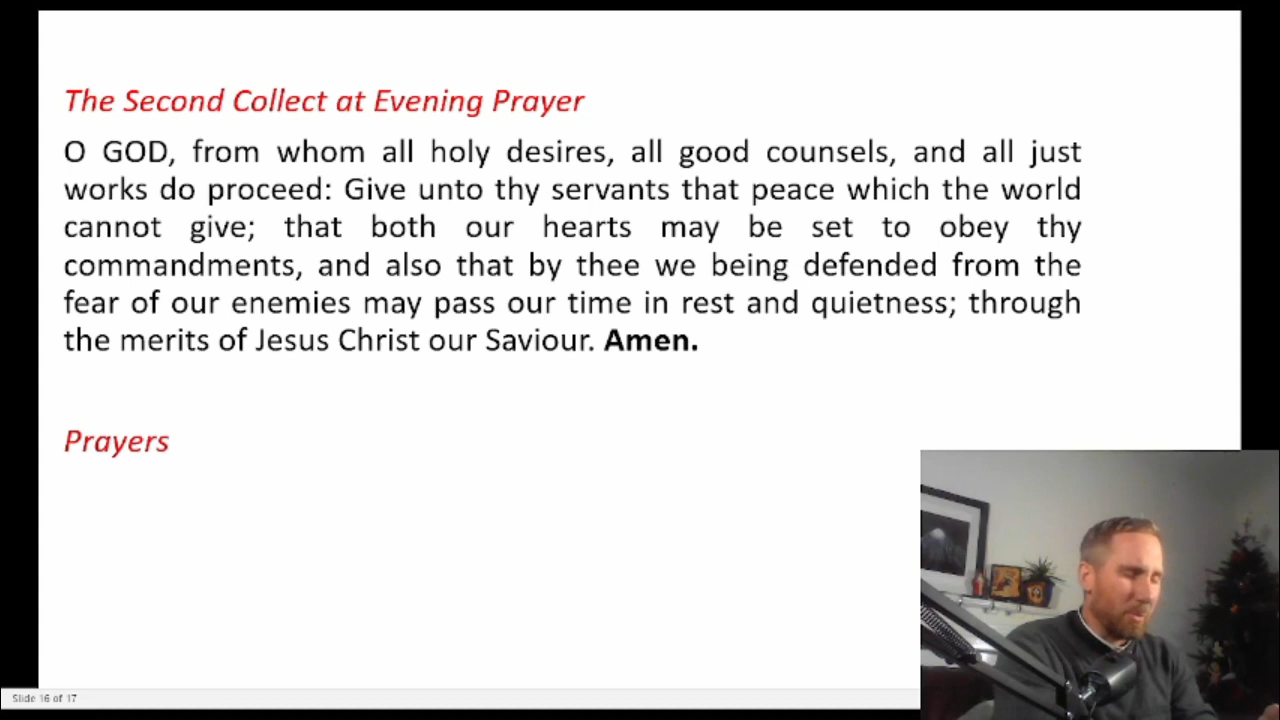 The Second Collect at Evening Prayer
O GOD, from whom all holy desires, all good counsels, and all just
works do proceed: Give unto thy servants that peace which the world
cannot give; that both our hearts may be set to obey thy
commandments, and also that by thee we being defended from the
fear of our enemies may pass our time in rest and quietness; through
the merits of Jesus Christ our Saviour. Amen.
Prayers
Slide 16 of 17